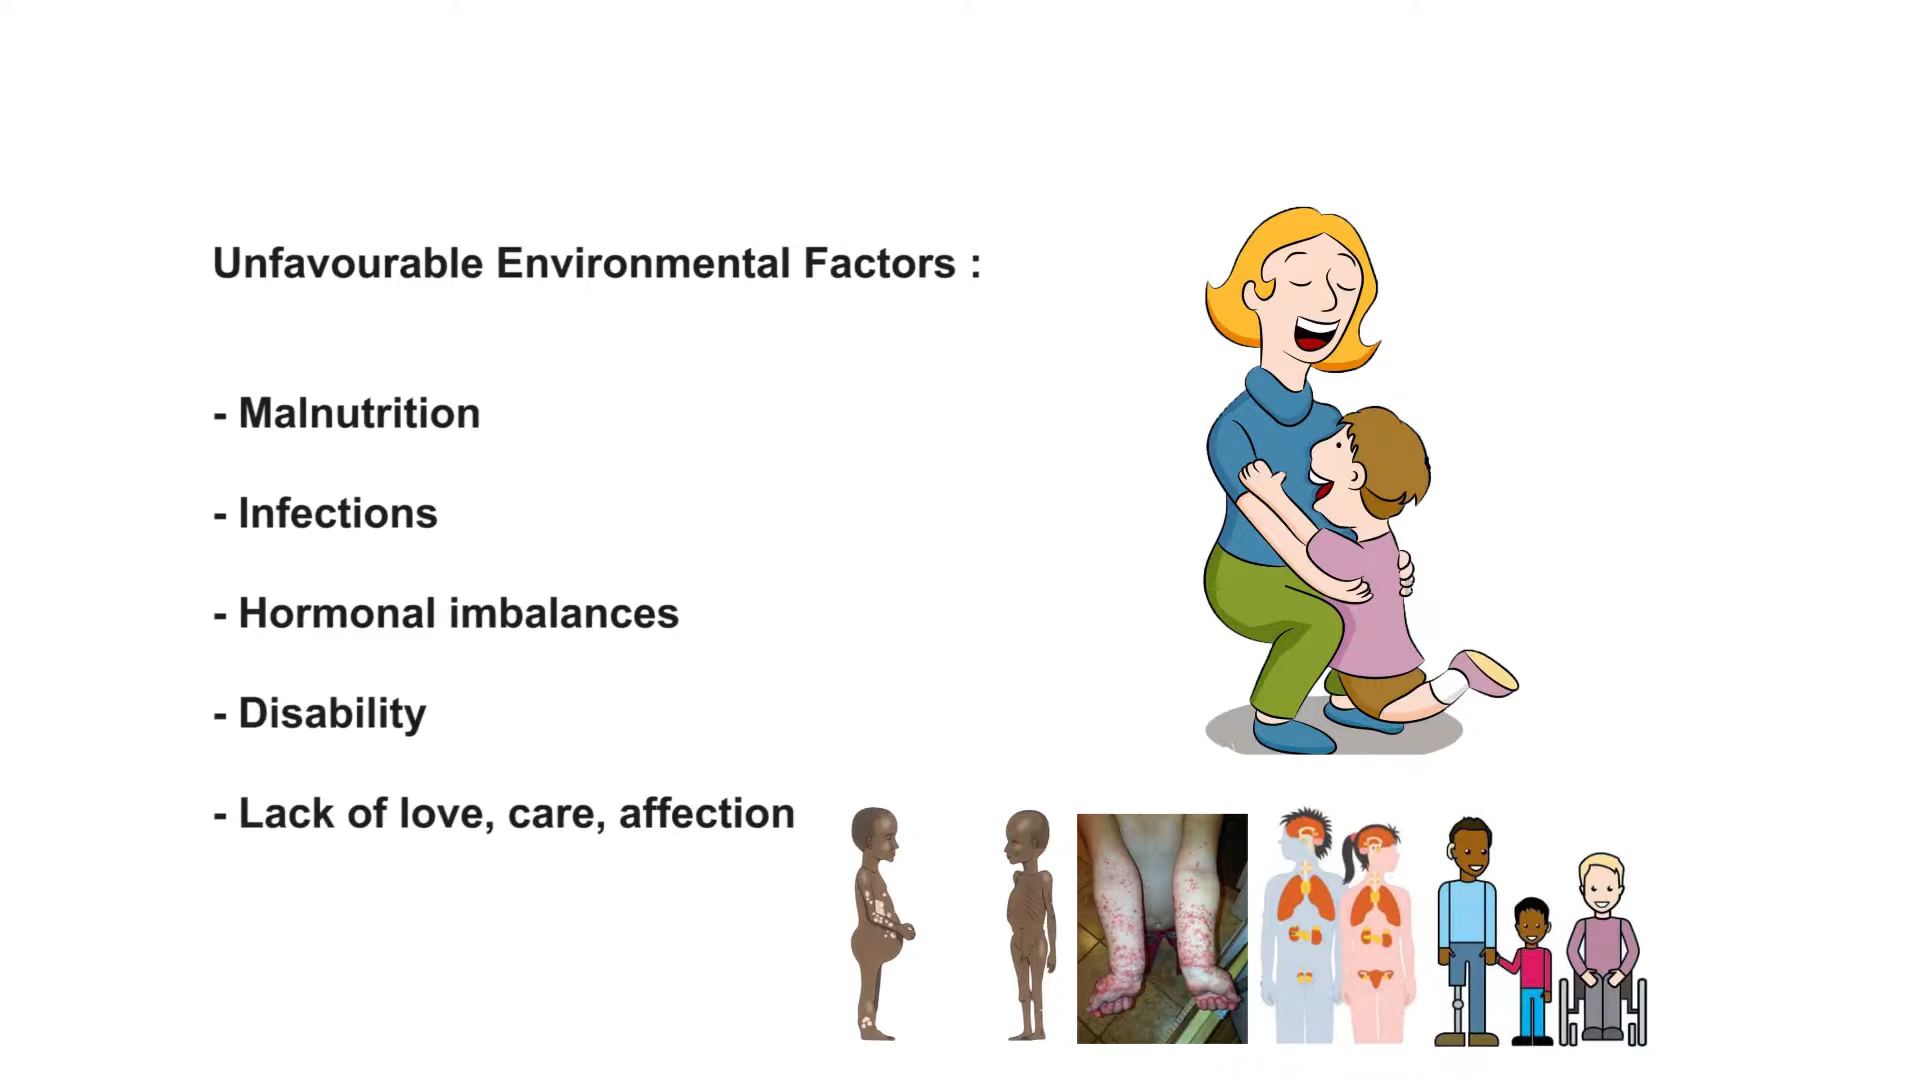 Unfavourable Environmental Factors :
- Malnutrition
- Infections
- Hormonal imbalances
- Disability
- Lack of love, care, affection